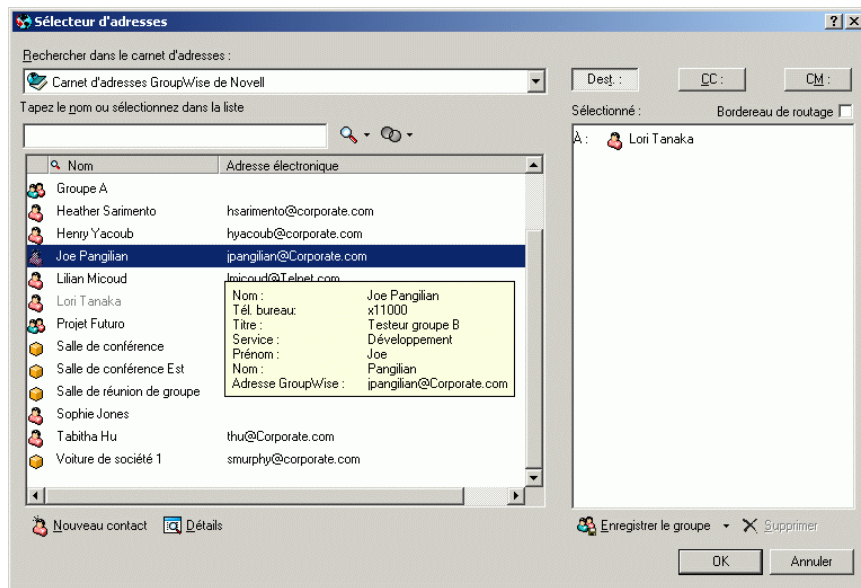 Sélecteur d'adresses
Rechercher dans le carnet d'adresses :
Carnet d'adresses GroupWise de Novell
Tapez le nom ou sélectionnez dans la liste
Nom Adresse électronique
Groupe A
Heather Sarimento hsarimento@corporate.com
Henry Yacoub hyacoub@corporate.com
Joe Pangilian jpangilian@Corporate.com
Lilian Micoud lmicoud@Telnet.com
Lori Tanaka
Projet Futuro
Salle de conférence
Salle de conférence Est
Salle de réunion de groupe
Sophie Jones
Tabitha Hu thu@Corporate.com
Voiture de société 1 smurphy@corporate.com
Nom : Joe Pangilian
Tél. bureau: x11000
Titre : Testeur groupe B
Service : Développement
Prénom : Joe
Nom : Pangilian
Adresse GroupWise : jpangilian@Corporate.com
Nouveau contact Détails
Dest. : CC : CM :
Sélectionné : Bordereau de routage
À : Lori Tanaka
Enregistrer le groupe Supprimer
OK Annuler